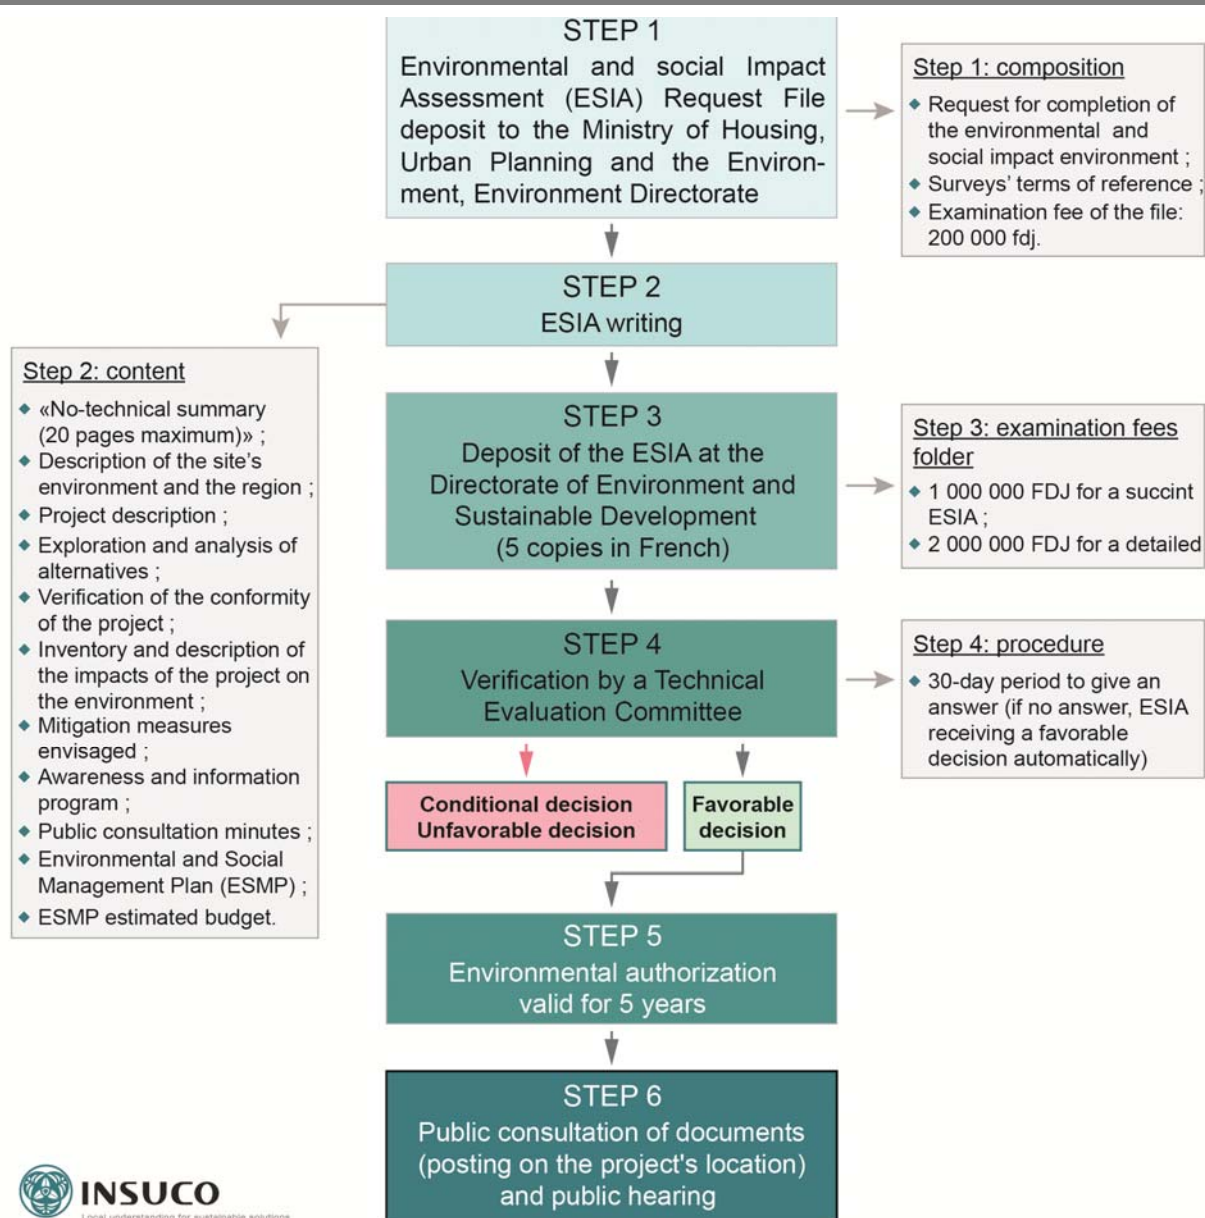 STEP 1
Environmental and social Impact
Assessment (ESIA) Request File
deposit to the Ministry of Housing,
Urban Planning and the Environ-
ment, Environment Directorate
Step 1: composition
Request for completion of
the environmental and
social impact environment ;
Surveys' terms of reference ;
Examination fee of the file:
200 000 fdj.
STEP 2
ESIA writing
Step 2: content
«No-technical summary
(20 pages maximum)» ;
Description of the site's
environment and the region ;
Project description ;
Exploration and analysis of
alternatives ;
Verification of the conformity
of the project ;
Inventory and description of
the impacts of the project on
the environment ;
Mitigation measures
envisaged ;
Awareness and information
program ;
Public consultation minutes ;
Environmental and Social
Management Plan (ESMP) ;
ESMP estimated budget.
STEP 3
Deposit of the ESIA at the
Directorate of Environment and
Sustainable Development
(5 copies in French)
Step 3: examination fees
folder
1 000 000 FDJ for a succint
ESIA ;
2 000 000 FDJ for a detailed
STEP 4
Verification by a Technical
Evaluation Committee
Step 4: procedure
30-day period to give an
answer (if no answer, ESIA
receiving a favorable
decision automatically)
Conditional decision
Unfavorable decision
Favorable
decision
STEP 5
Environmental authorization
valid for 5 years
STEP 6
Public consultation of documents
(posting on the project's location)
and public hearing
INSUCO
Local understanding for sustainable solutions